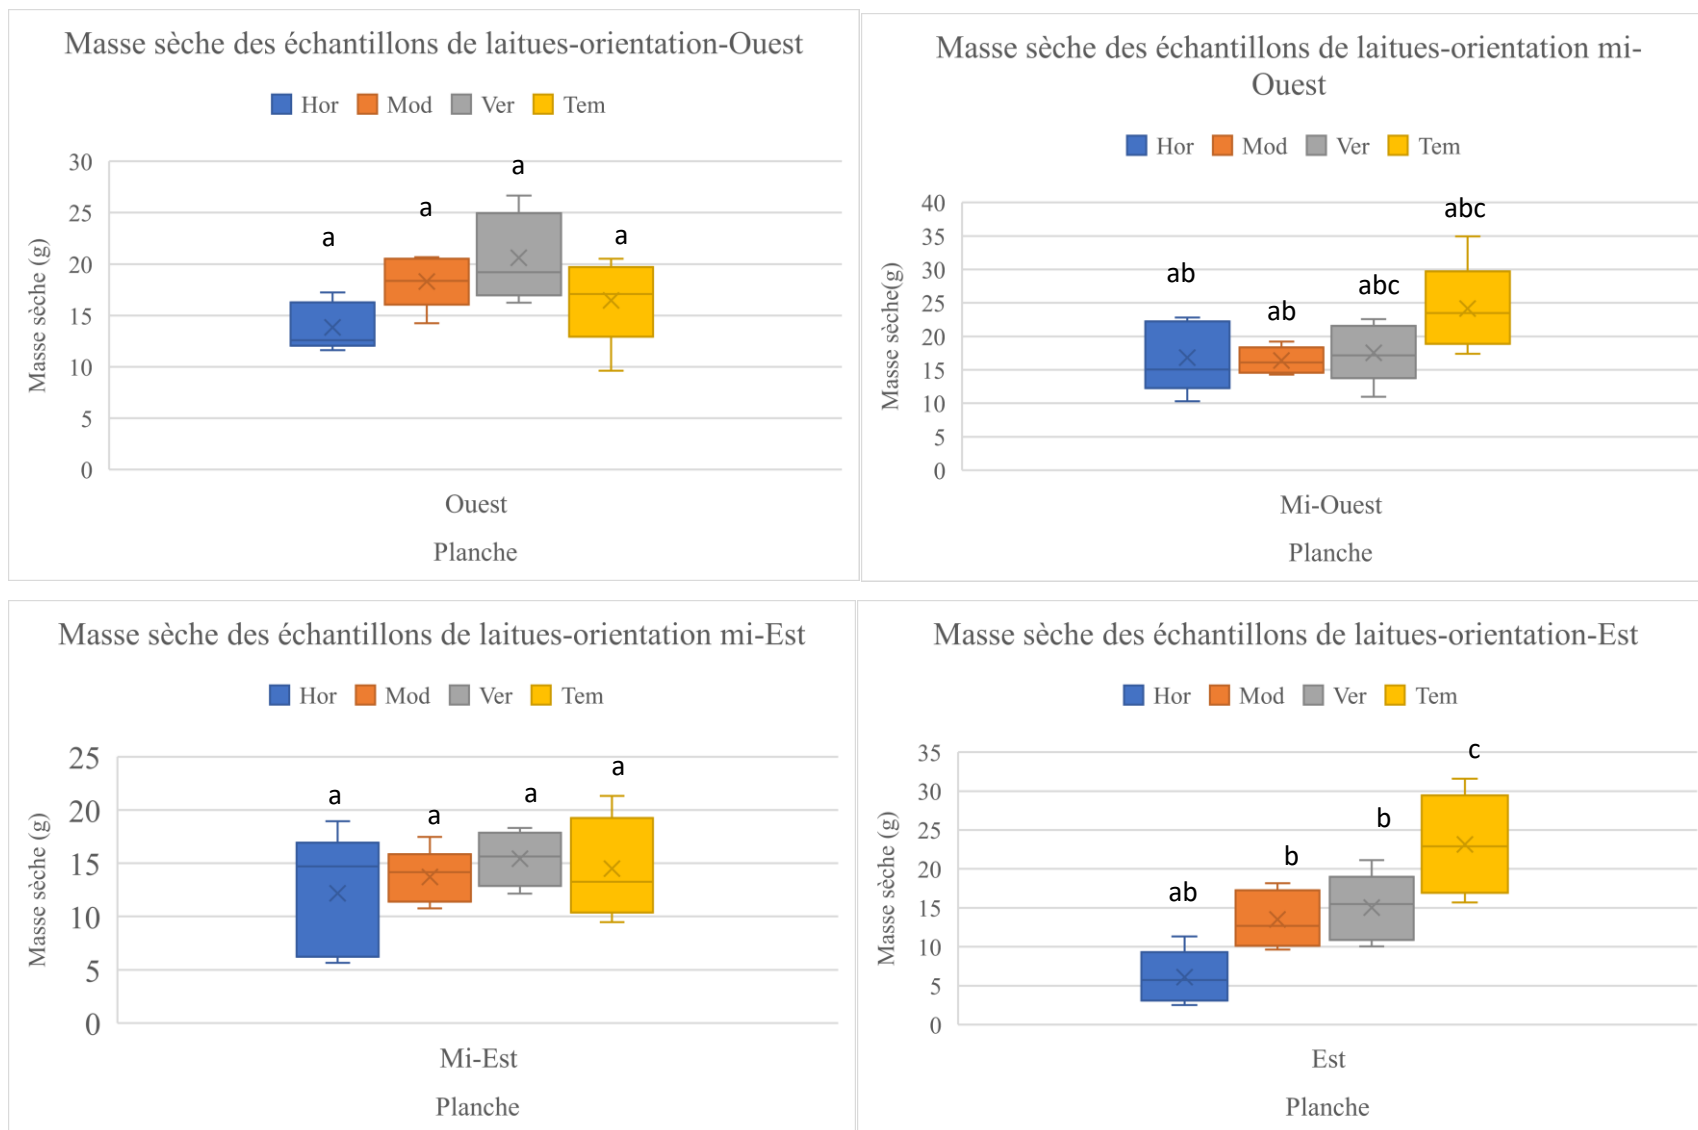 Masse sèche des échantillons de laitues-orientation-Ouest
Hor Mod Ver Tem
Masse sèche (g)
30
25
20
15
10
5
0
a
a
a
a
Ouest
Planche
Masse sèche des échantillons de laitues-orientation mi-
Ouest
Hor Mod Ver Tem
Masse sèche(g)
40
35
30
25
20
15
10
5
0
ab
ab
abc
abc
Mi-Ouest
Planche
Masse sèche des échantillons de laitues-orientation mi-Est
Hor Mod Ver Tem
Masse sèche (g)
25
20
15
10
5
0
a
a
a
a
Mi-Est
Planche
Masse sèche des échantillons de laitues-orientation-Est
Hor Mod Ver Tem
Masse sèche (g)
35
30
25
20
15
10
5
0
ab
b
b
c
Est
Planche